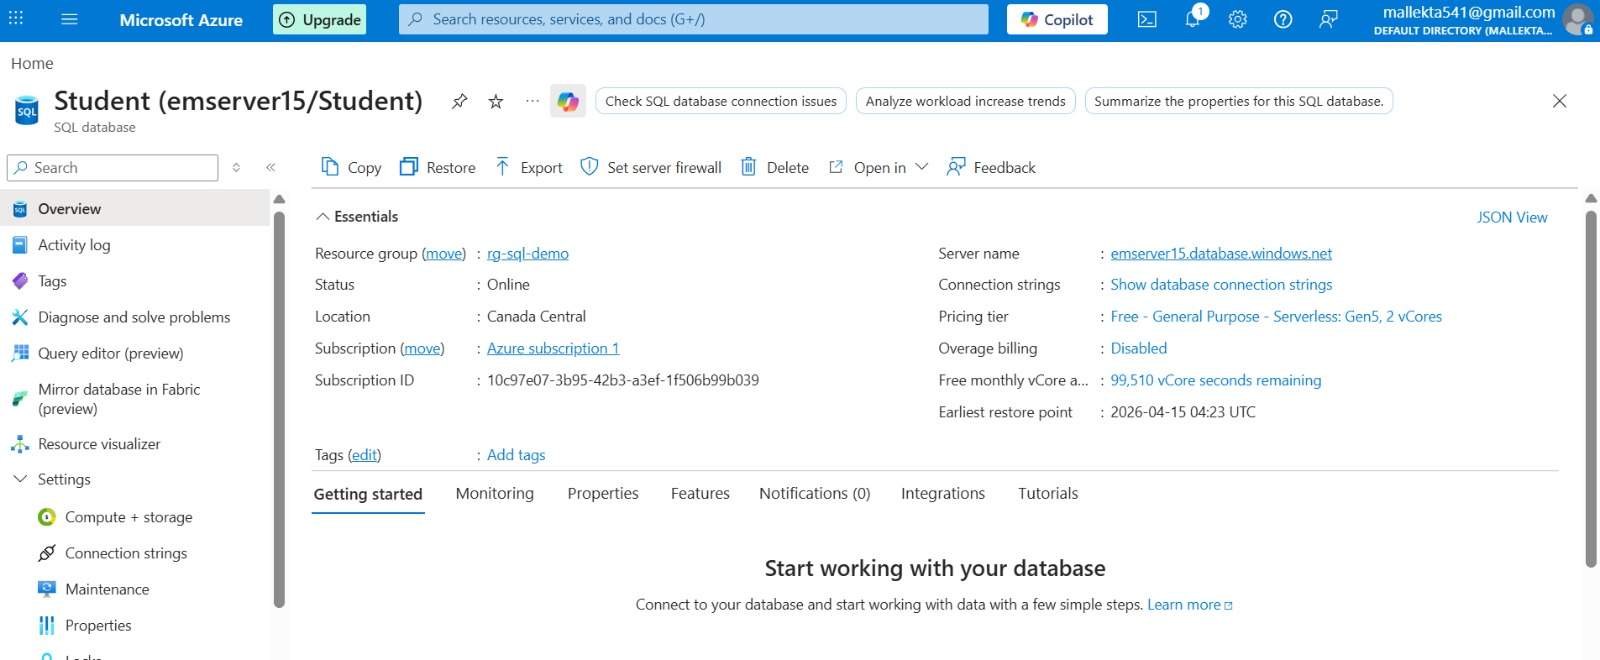 Microsoft Azure
Upgrade
Search resources, services, and docs (G+/)
Copilot
1
mallekta541@gmail.com
DEFAULT DIRECTORY (MALLEKTA...
Home
Student (emserver15/Student)
SQL database
Check SQL database connection issues
Analyze workload increase trends
Summarize the properties for this SQL database.
Search
Copy
Restore
Export
Set server firewall
Delete
Open in
Feedback
Overview
Activity log
Tags
Diagnose and solve problems
Query editor (preview)
Mirror database in Fabric
(preview)
Resource visualizer
Settings
Compute + storage
Connection strings
Maintenance
Properties
Essentials
JSON View
Resource group (move) : rg-sql-demo
Status : Online
Location : Canada Central
Subscription (move) : Azure subscription 1
Subscription ID : 10c97e07-3b95-42b3-a3ef-1f506b99b039
Server name : emserver15.database.windows.net
Connection strings : Show database connection strings
Pricing tier : Free - General Purpose - Serverless: Gen5, 2 vCores
Overage billing : Disabled
Free monthly vCore a... : 99,510 vCore seconds remaining
Earliest restore point : 2026-04-15 04:23 UTC
Tags (edit) : Add tags
Getting started
Monitoring
Properties
Features
Notifications (0)
Integrations
Tutorials
Start working with your database
Connect to your database and start working with data with a few simple steps. Learn more